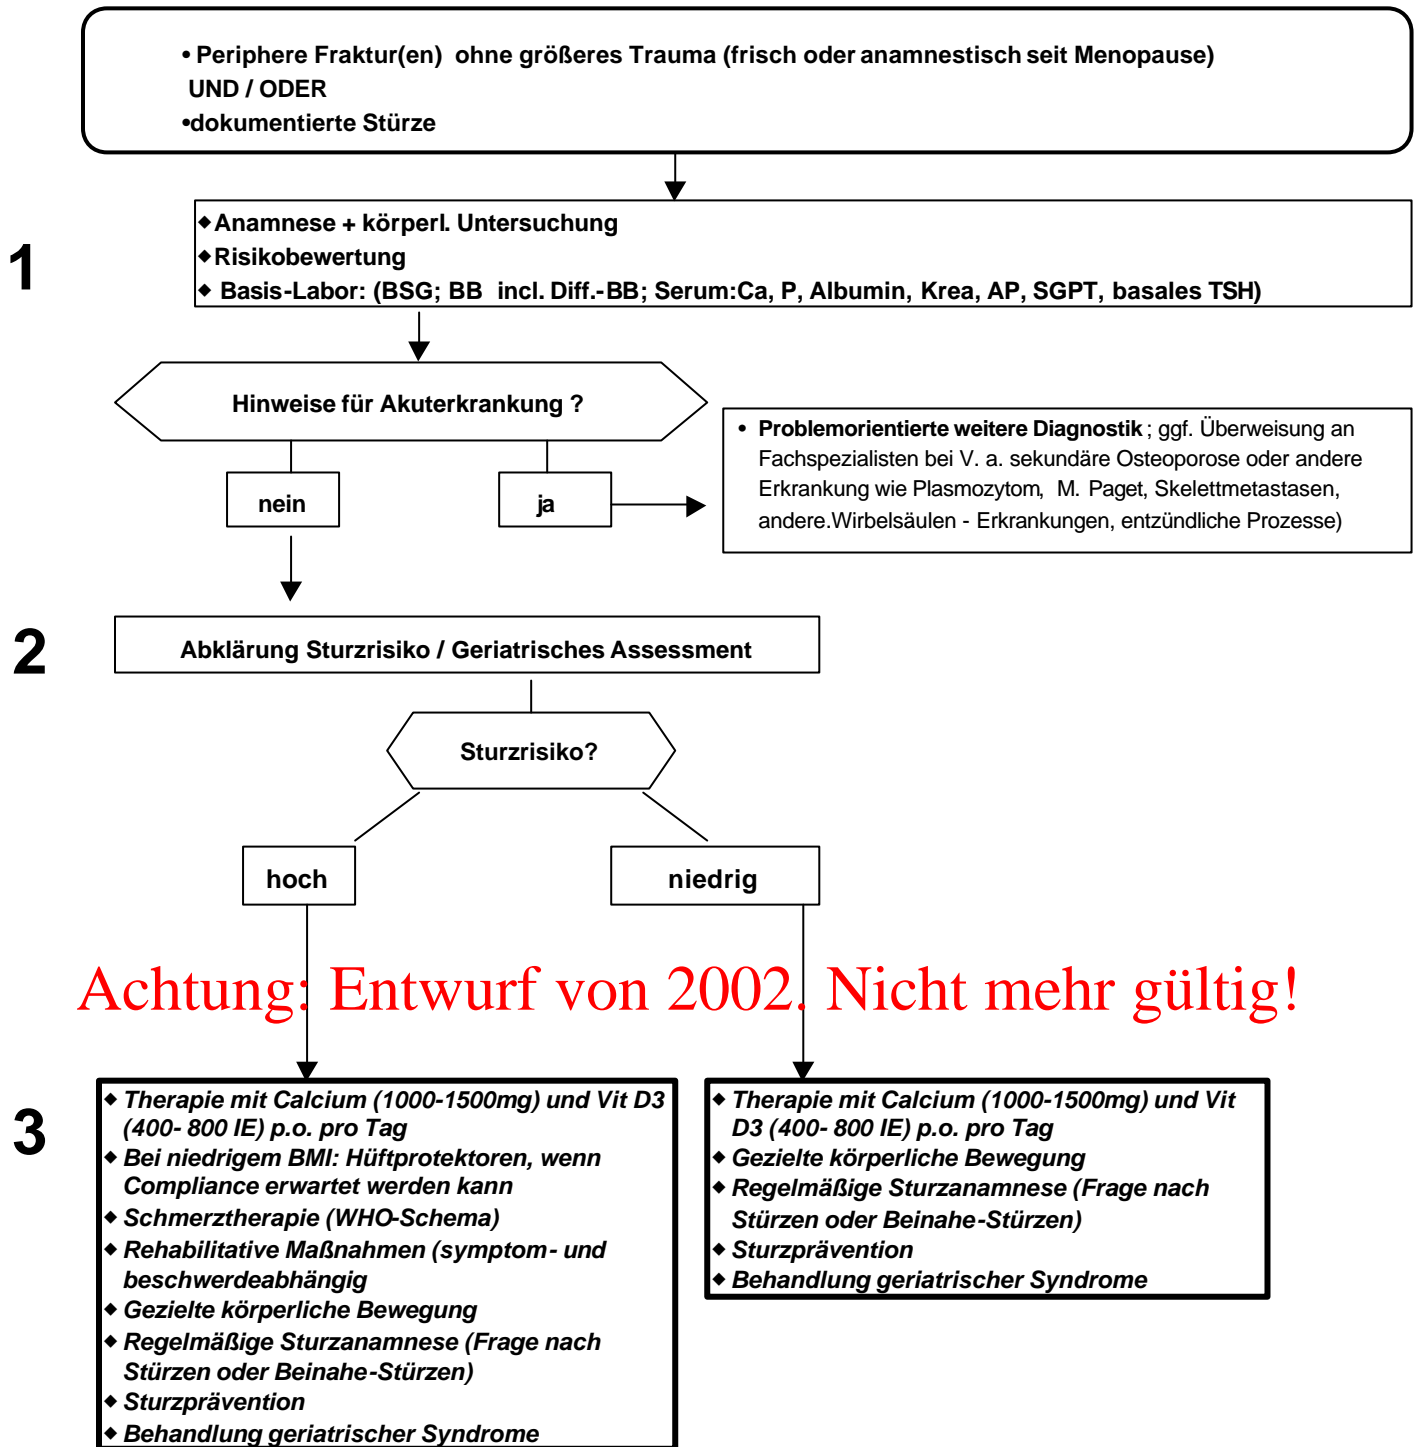 • Periphere Fraktur(en) ohne größeres Trauma (frisch oder anamnestisch seit Menopause)
UND / ODER
•dokumentierte Stürze
1
◆Anamnese + körperl. Untersuchung
◆Risikobewertung
◆ Basis-Labor: (BSG; BB incl. Diff.-BB; Serum:Ca, P, Albumin, Krea, AP, SGPT, basales TSH)
Hinweise für Akuterkrankung ?
nein
ja
• Problemorientierte weitere Diagnostik ; ggf. Überweisung an
Fachspezialisten bei V. a. sekundäre Osteoporose oder andere
Erkrankung wie Plasmozytom, M. Paget, Skelettmetastasen,
andere.Wirbelsäulen - Erkrankungen, entzündliche Prozesse)
2
Abklärung Sturzrisiko / Geriatrisches Assessment
Sturzrisiko?
hoch
niedrig
Achtung: Entwurf von 2002. Nicht mehr gültig!
3
◆ Therapie mit Calcium (1000-1500mg) und Vit D3
(400- 800 IE) p.o. pro Tag
◆ Bei niedrigem BMI: Hüftprotektoren, wenn
Compliance erwartet werden kann
◆ Schmerztherapie (WHO-Schema)
◆ Rehabilitative Maßnahmen (symptom- und
beschwerdeabhängig
◆ Gezielte körperliche Bewegung
◆ Regelmäßige Sturzanamnese (Frage nach
Stürzen oder Beinahe-Stürzen)
◆ Sturzprävention
◆ Behandlung geriatrischer Syndrome
◆ Therapie mit Calcium (1000-1500mg) und Vit
D3 (400- 800 IE) p.o. pro Tag
◆ Gezielte körperliche Bewegung
◆ Regelmäßige Sturzanamnese (Frage nach
Stürzen oder Beinahe-Stürzen)
◆ Sturzprävention
◆ Behandlung geriatrischer Syndrome